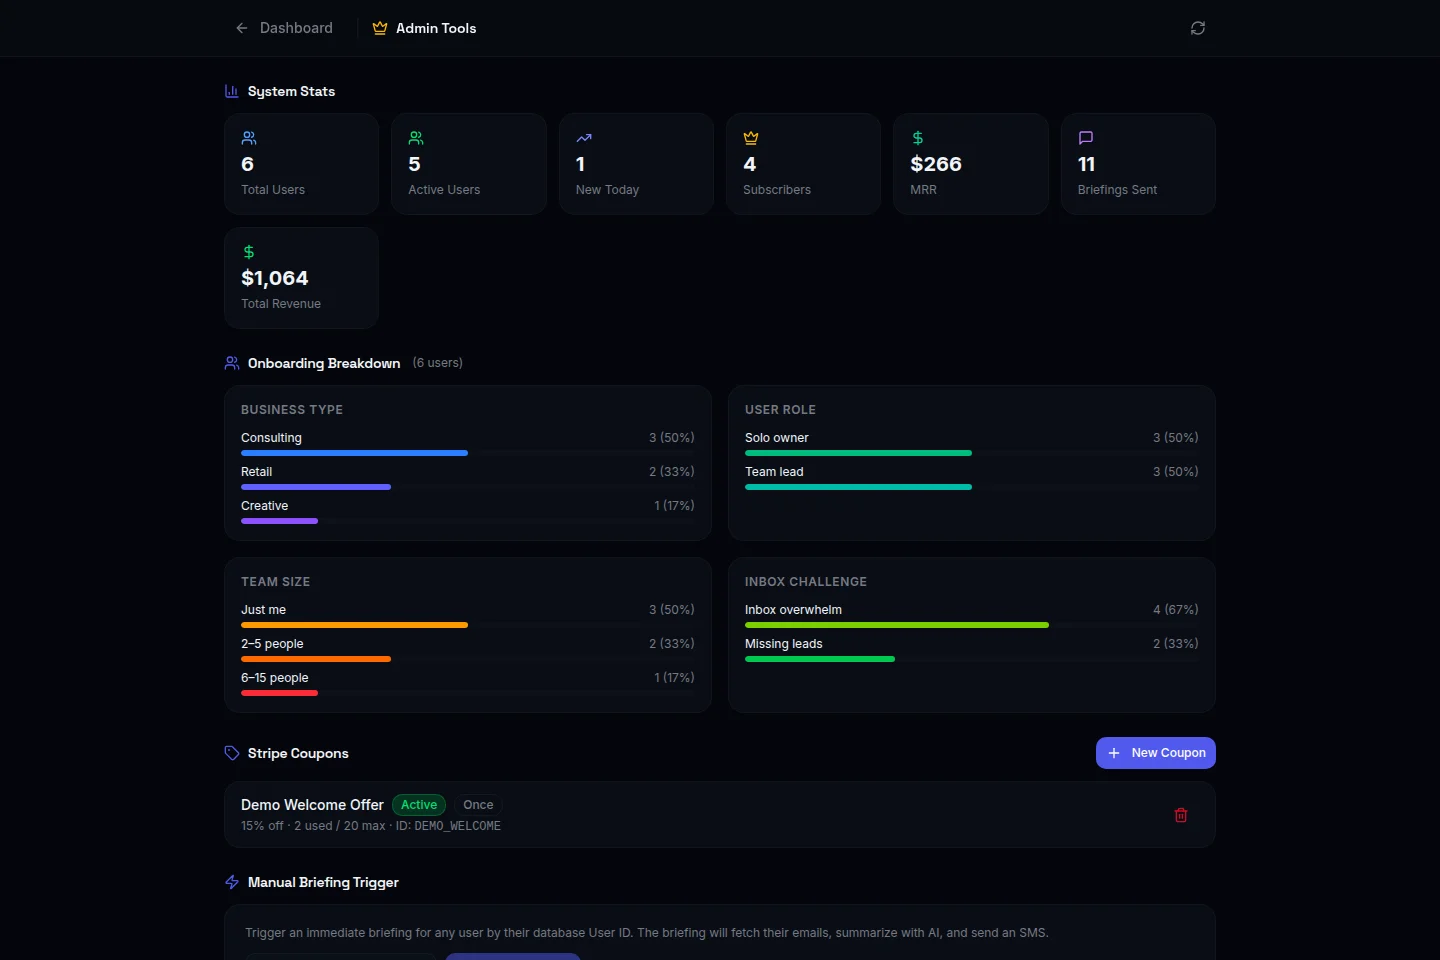 Dashboard
Admin Tools
System Stats
6
Total Users
5
Active Users
1
New Today
4
Subscribers
$266
MRR
11
Briefings Sent
$1,064
Total Revenue
Onboarding Breakdown (6 users)
BUSINESS TYPE
Consulting 3 (50%)
Retail 2 (33%)
Creative 1 (17%)
USER ROLE
Solo owner 3 (50%)
Team lead 3 (50%)
TEAM SIZE
Just me 3 (50%)
2–5 people 2 (33%)
6–15 people 1 (17%)
INBOX CHALLENGE
Inbox overwhelm 4 (67%)
Missing leads 2 (33%)
Stripe Coupons
New Coupon
Demo Welcome Offer Active Once
15% off · 2 used / 20 max · ID: DEMO_WELCOME
Manual Briefing Trigger
Trigger an immediate briefing for any user by their database User ID. The briefing will fetch their emails, summarize with AI, and send an SMS.